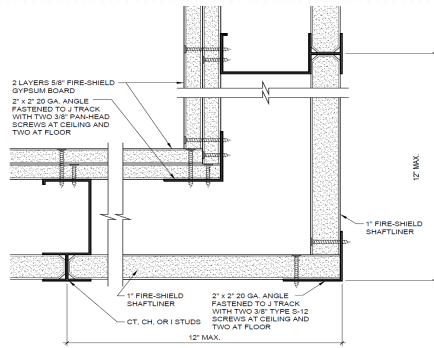 2 LAYERS 5/8" FIRE-SHIELD
GYPSUM BOARD
2" x 2" 20 GA. ANGLE
FASTENED TO J TRACK
WITH TWO 3/8" PAN-HEAD
SCREWS AT CEILING AND
TWO AT FLOOR
12" MAX.
1" FIRE-SHIELD
SHAFTLINER
1" FIRE-SHIELD
SHAFTLINER
2" x 2" 20 GA. ANGLE
FASTENED TO J TRACK
WITH TWO 3/8" TYPE S-12
SCREWS AT CEILING AND
TWO AT FLOOR
CT, CH, OR I STUDS
12" MAX.